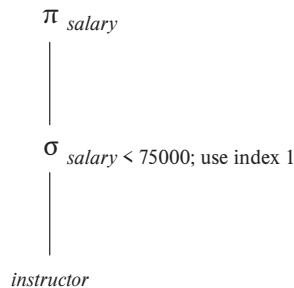 π salary
σ salary < 75000; use index 1
instructor